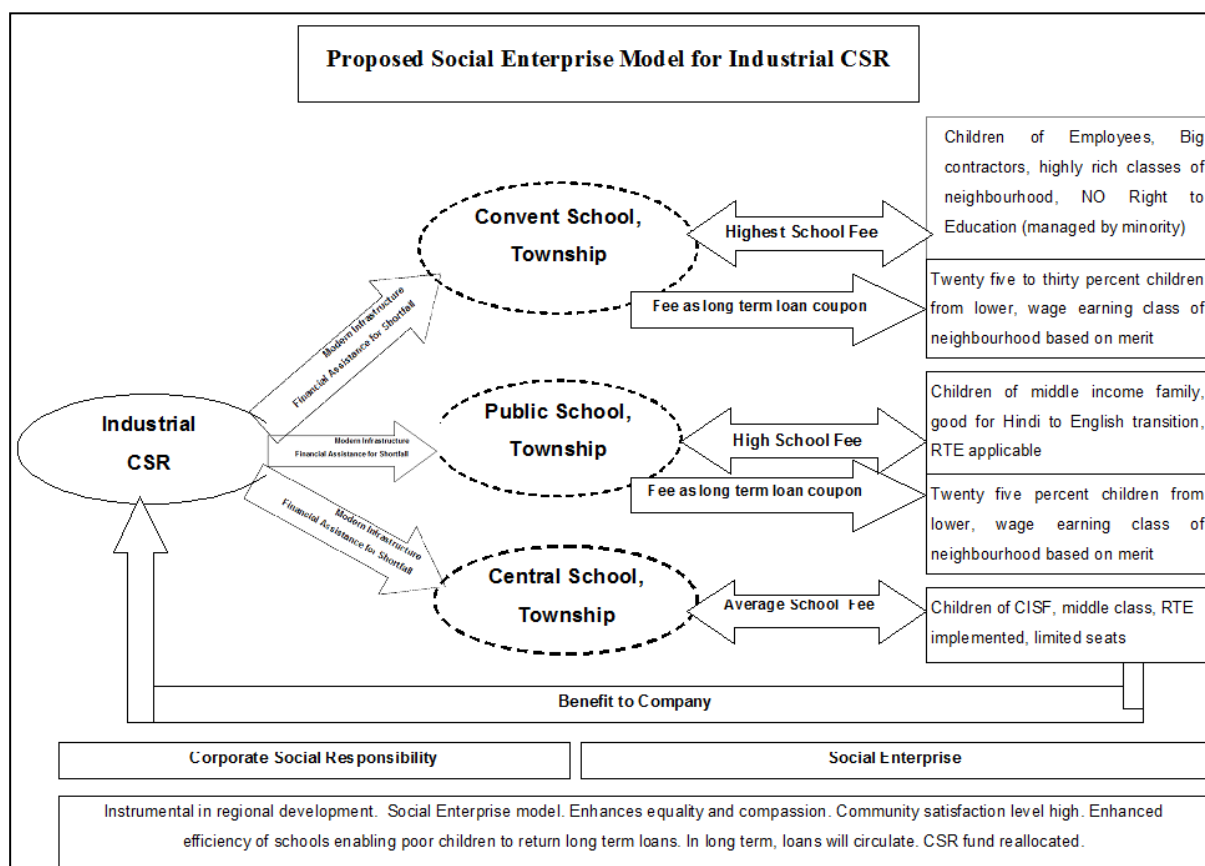 Proposed Social Enterprise Model for Industrial CSR
Children of Employees, Big
contractors, highly rich classes of
neighbourhood, NO Right to
Education (managed by minority)
Convent School,
Township
Highest School Fee
Fee as long term loan coupon
Twenty five to thirty percent children
from lower, wage earning class of
neighbourhood based on merit
Modern Infrastructure
Financial Assistance for Shortfall
Industrial
CSR
Modern Infrastructure
Financial Assistance for Shortfall
Public School,
Township
High School Fee
Fee as long term loan coupon
Children of middle income family,
good for Hindi to English transition,
RTE applicable
Twenty five percent children from
lower, wage earning class of
neighbourhood based on merit
Modern Infrastructure
Financial Assistance for Shortfall
Central School,
Township
Average School Fee
Children of CISF, middle class, RTE
implemented, limited seats
Benefit to Company
Corporate Social Responsibility
Social Enterprise
Instrumental in regional development. Social Enterprise model. Enhances equality and compassion. Community satisfaction level high. Enhanced
efficiency of schools enabling poor children to return long term loans. In long term, loans will circulate. CSR fund reallocated.